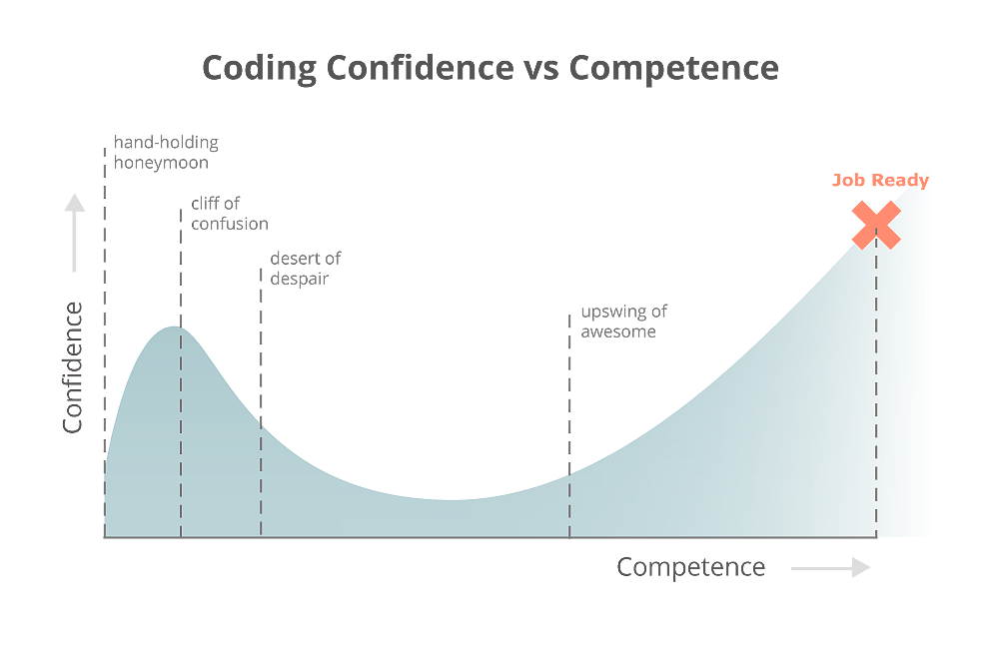 Coding Confidence vs Competence
hand-holding
honeymoon
cliff of
confusion
desert of
despair
upswing of
awesome
Job Ready
Confidence
Competence